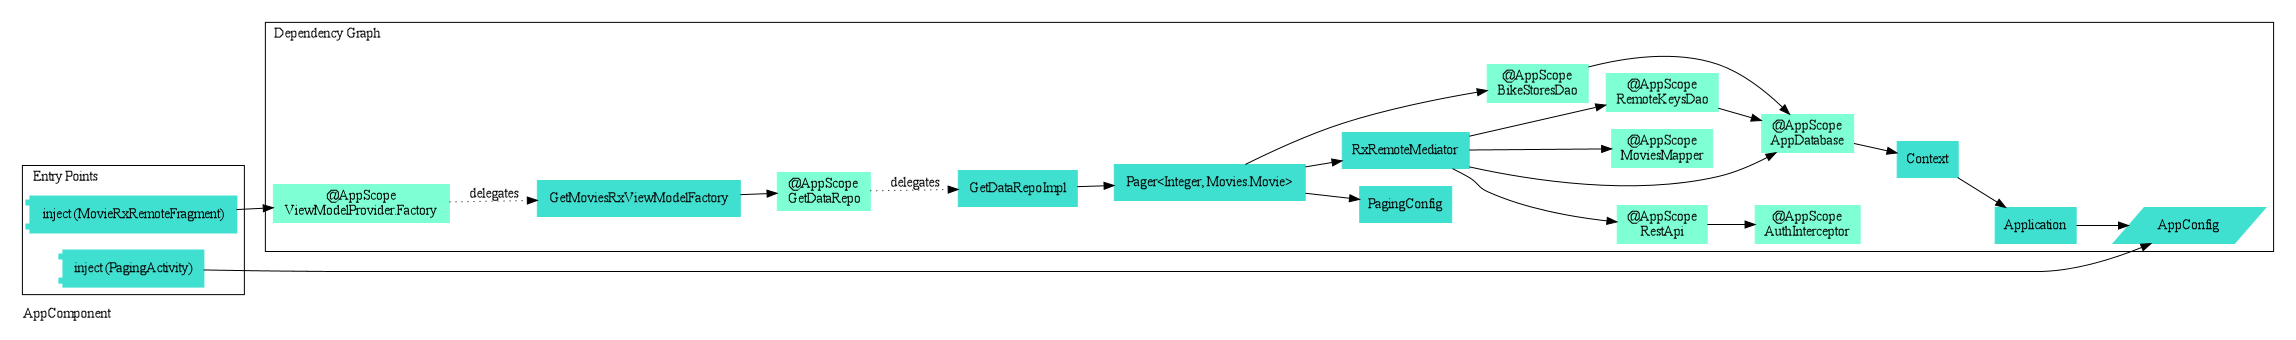 Dependency Graph
Entry Points
inject (MovieRxRemoteFragment)
inject (PagingActivity)
AppComponent
@AppScope
ViewModelProvider.Factory
delegates
GetMoviesRxViewModelFactory
@AppScope
GetDataRepo
delegates
GetDataRepoImpl
Pager<Integer, Movies.Movie>
RxRemoteMediator
PagingConfig
@AppScope
BikeStoresDao
@AppScope
RemoteKeysDao
@AppScope
MoviesMapper
@AppScope
RestApi
@AppScope
AppDatabase
@AppScope
AuthInterceptor
Context
Application
AppConfig